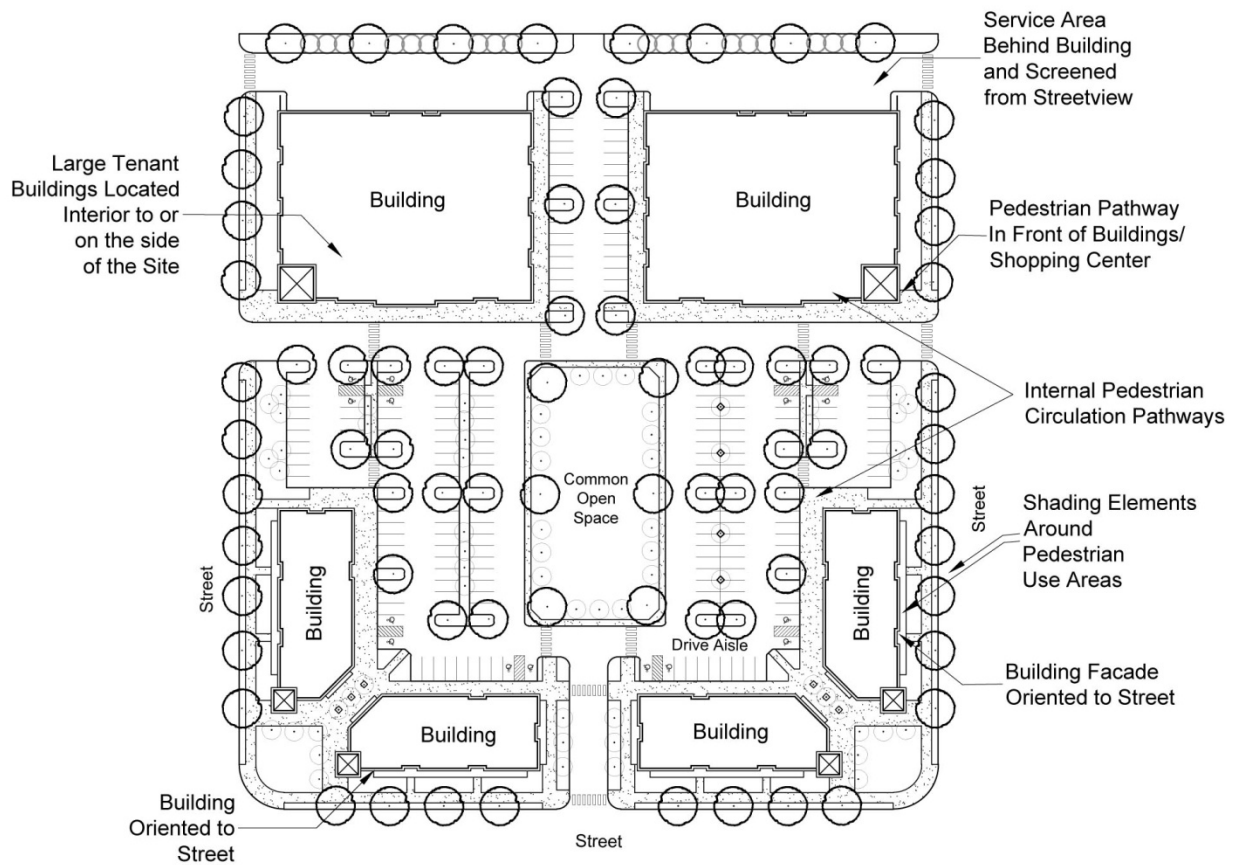 Service Area
Behind Building
and Screened
from Streetview
Large Tenant
Buildings Located
Interior to or
on the side
of the Site
Building
Building
Pedestrian Pathway
In Front of Buildings/
Shopping Center
Internal Pedestrian
Circulation Pathways
Common
Open
Space
Street
Shading Elements
Around
Pedestrian
Use Areas
Street
Building
Building
Drive Aisle
Building Facade
Oriented to Street
Building
Building
Building
Oriented to
Street
Street